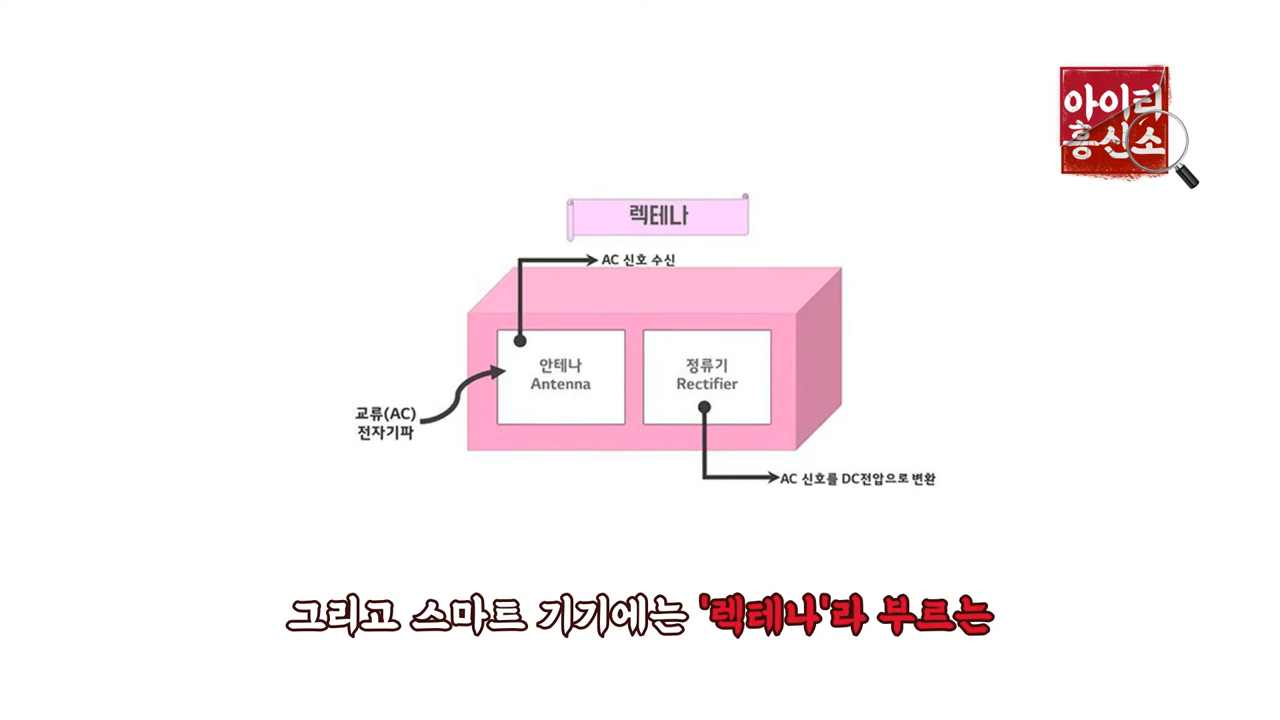 아이티
흥신소
렉테나
AC 신호 수신
안테나
Antenna
정류기
Rectifier
교류(AC)
전자기파
AC 신호를 DC전압으로 변환
그리고 스마트 기기에는 '렉테나'라 부르는